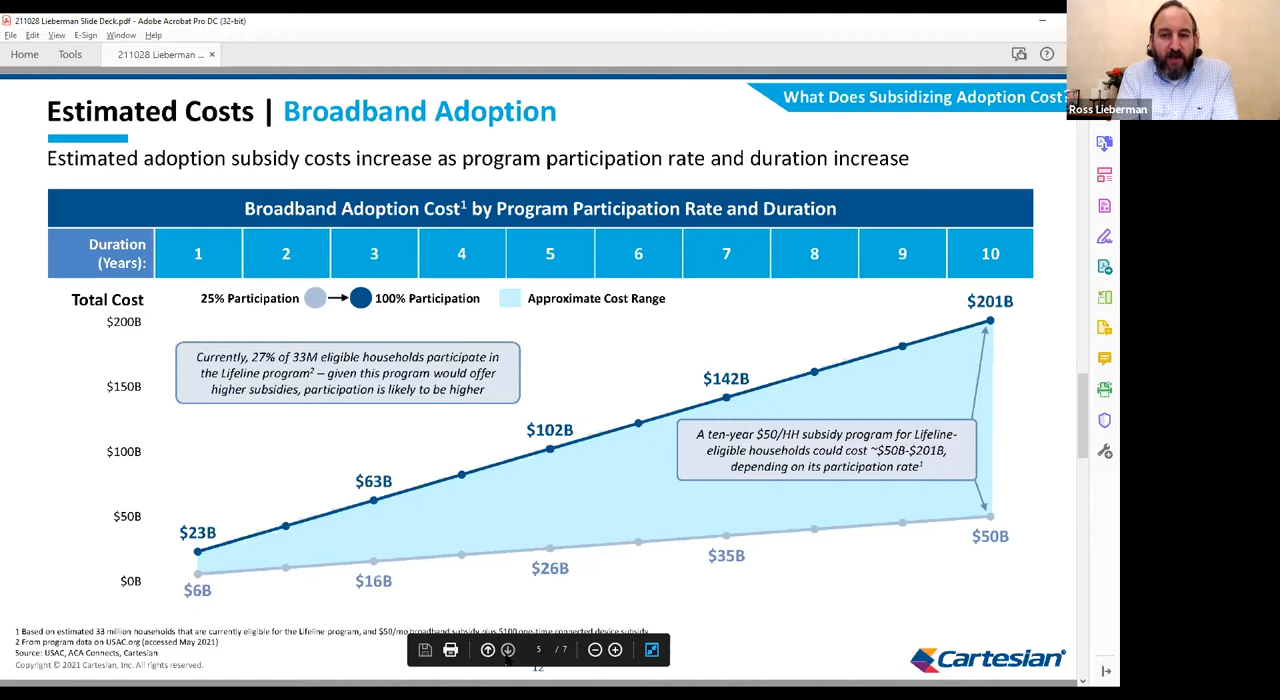 211028 Lieberman Slide Deck.pdf - Adobe Acrobat Pro DC (32-bit)
File Edit View E-Sign Window Help
Home Tools 211028 Lieberman ... ×
Ross Lieberman
What Does Subsidizing Adoption Cost
Estimated Costs | Broadband Adoption
Estimated adoption subsidy costs increase as program participation rate and duration increase
Broadband Adoption Cost1 by Program Participation Rate and Duration
Duration
(Years):
1 2 3 4 5 6 7 8 9 10
Total Cost
25% Participation 100% Participation Approximate Cost Range
$201B
$200B
Currently, 27% of 33M eligible households participate in
the Lifeline program2 – given this program would offer
higher subsidies, participation is likely to be higher
$150B
$142B
$102B
A ten-year $50/HH subsidy program for Lifeline-
eligible households could cost ~$50B-$201B,
depending on its participation rate1
$100B
$63B
$50B
$23B
$0B
$6B
$16B
$26B
$35B
$50B
1 Based on estimated 33 million households that are currently eligible for the Lifeline program, and $50/mo broadband subsidy plus $100 one-time connected device subsidy
2 From program data on USAC.org (accessed May 2021)
Source: USAC, ACA Connects, Cartesian
Copyright © 2021 Cartesian, Inc. All rights reserved.
5 / 7
12
Cartesian